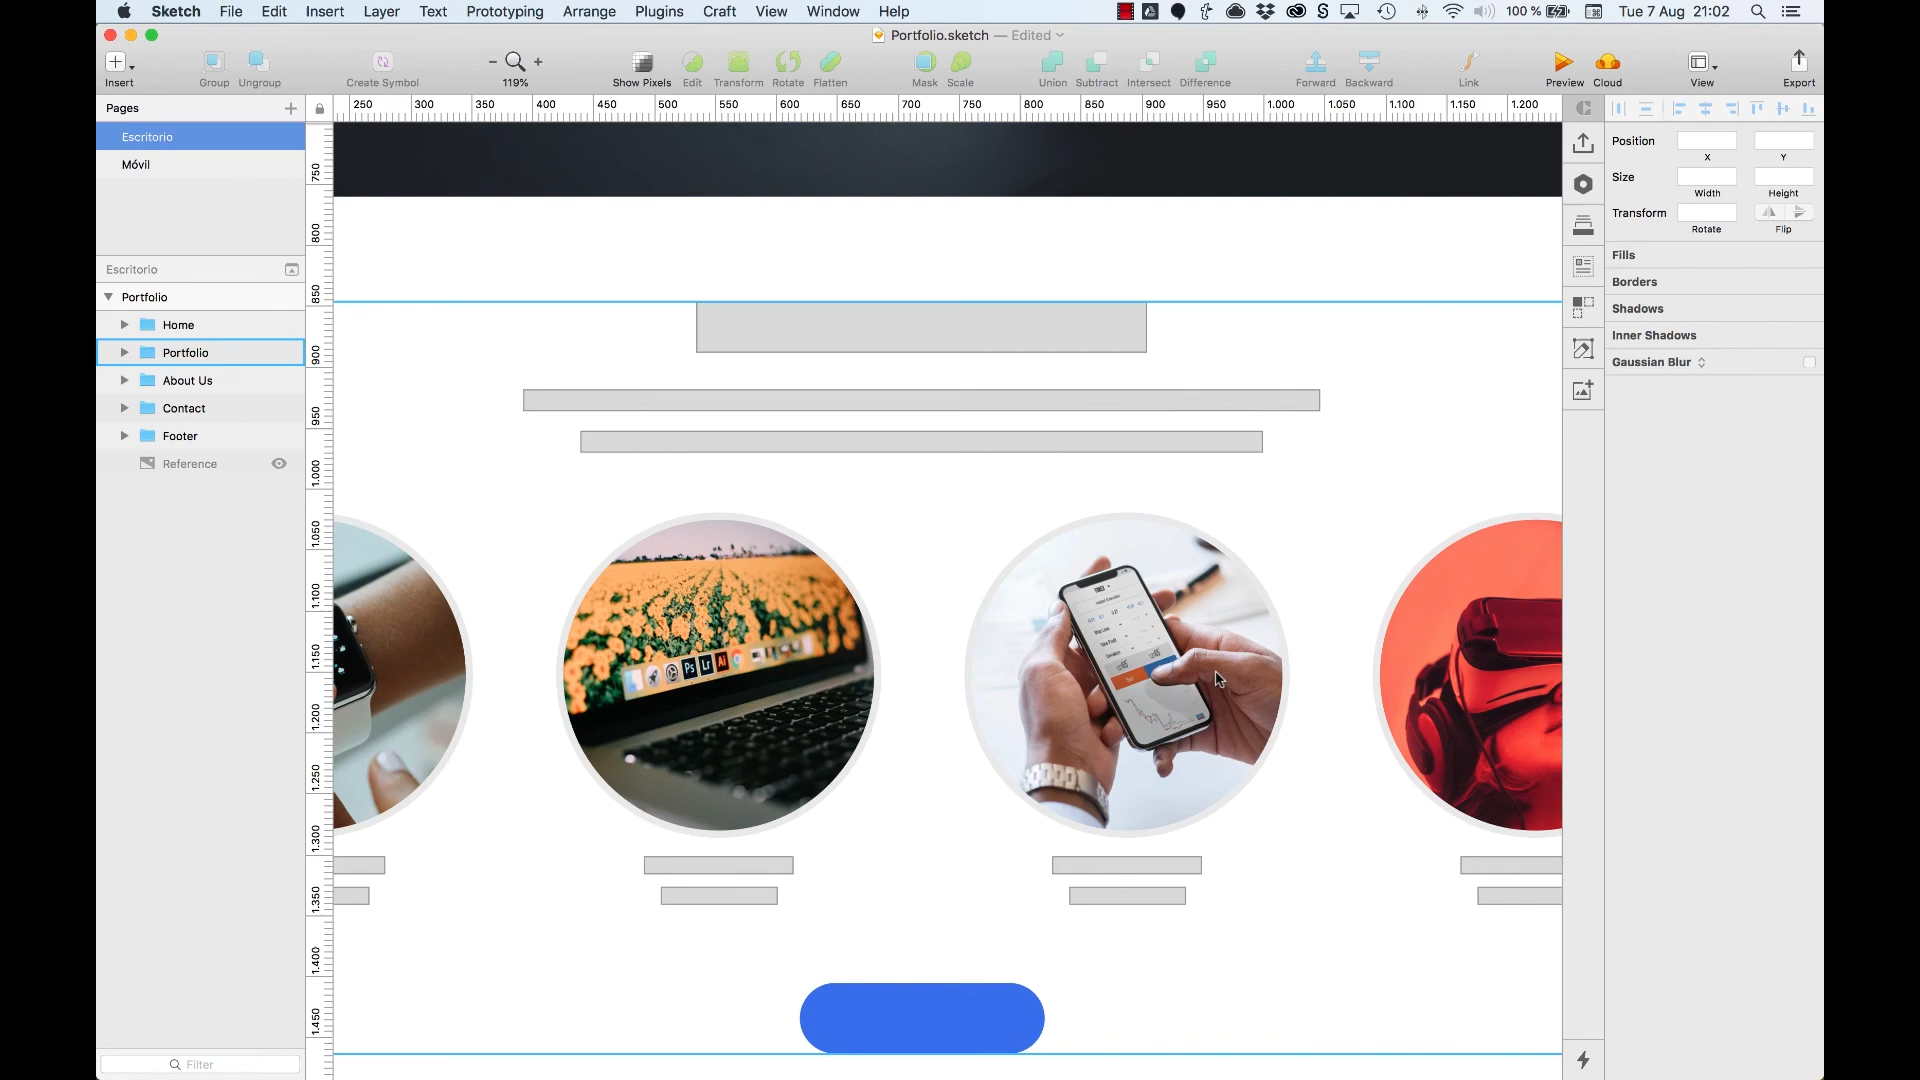 Sketch File Edit Insert Layer Text Prototyping Arrange Plugins Craft View Window Help 100 % Tue 7 Aug 21:02
Portfolio.sketch — Edited
Insert Group Ungroup Create Symbol 119% Show Pixels Edit Transform Rotate Flatten Mask Scale Union Subtract Intersect Difference Forward Backward Link Preview Cloud View Export
Pages
250 300 350 400 450 500 550 600 650 700 750 800 850 900 950 1.000 1.050 1.100 1.150 1.200
Escritorio
Móvil
Escritorio
Portfolio
Home
Portfolio
About Us
Contact
Footer
Reference
Filter
750
800
850
900
950
1.000
1.050
1.100
1.150
1.200
1.250
1.300
1.350
1.400
1.450
Ps Lr Ai
Position
X Y
Size
Width Height
Transform
Rotate Flip
Fills
Borders
Shadows
Inner Shadows
Gaussian Blur